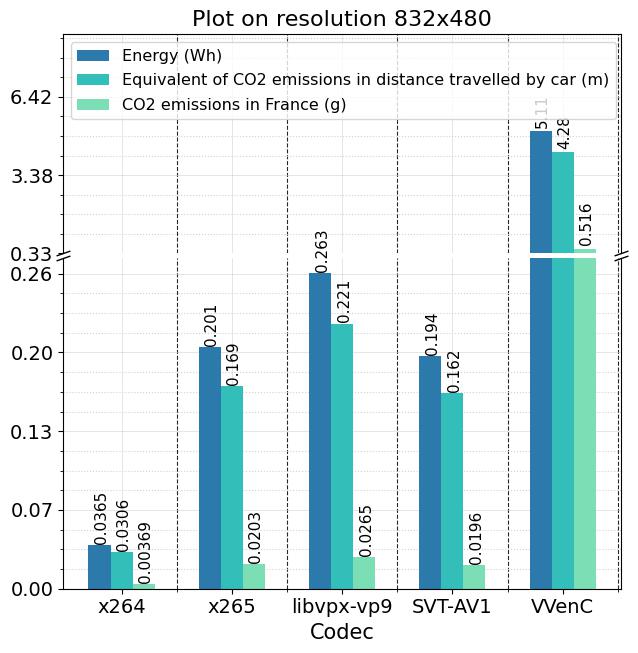 Plot on resolution 832x480
Energy (Wh)
Equivalent of CO2 emissions in distance travelled by car (m)
CO2 emissions in France (g)
6.42
3.38
0.33
0.26
0.20
0.13
0.07
0.00
0.0365
0.0306
0.00369
0.201
0.169
0.0203
0.263
0.221
0.0265
0.194
0.162
0.0196
5.11
4.28
0.516
x264
x265
libvpx-vp9
SVT-AV1
VVenC
Codec